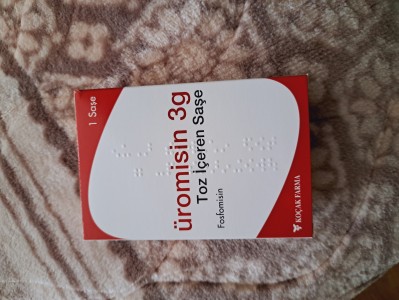 1 Saşe
üromisin 3g
Toz İçeren Saşe
Fosfomisin
KOÇAK FARMA